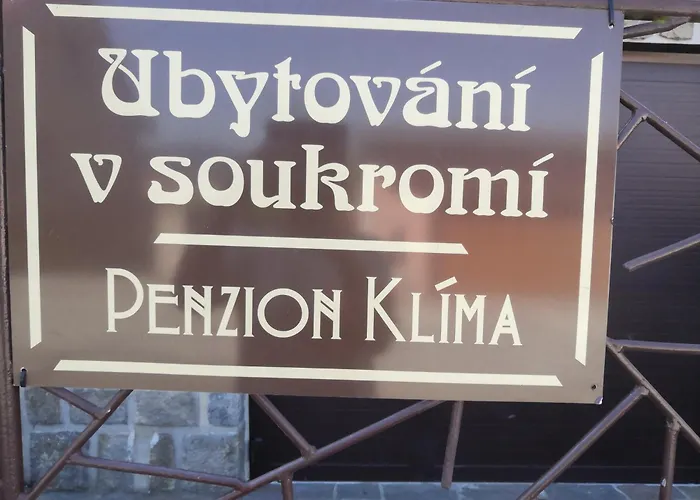 Ubytování
v soukromí
PENZION KLÍMA